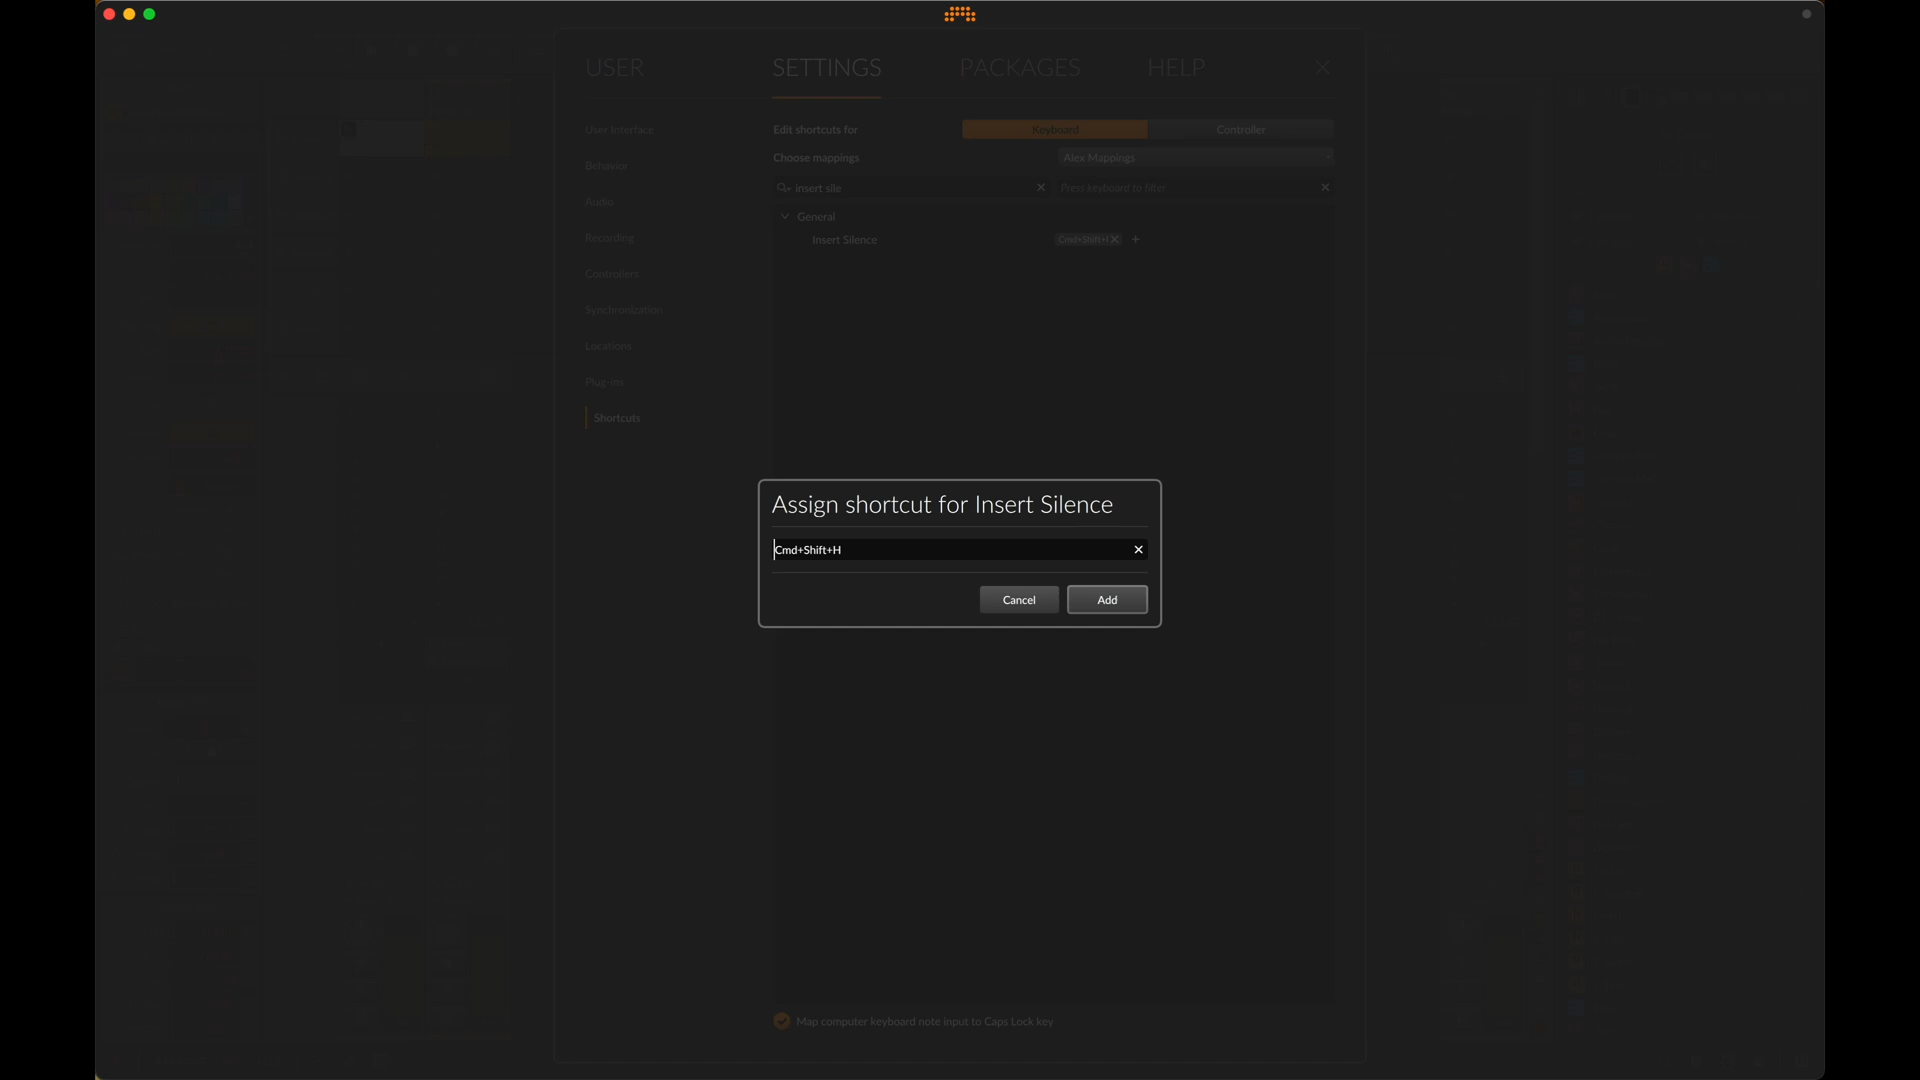 USER SETTINGS PACKAGES HELP
User Interface
Behavior
Audio
Recording
Controllers
Synchronization
Locations
Plug-ins
Shortcuts
Edit shortcuts for Keyboard Controller
Choose mappings Alex Mappings
insert sile Press keyboard to filter
General
Insert Silence Cmd+Shift+I
Assign shortcut for Insert Silence
Cmd+Shift+H
Cancel Add
Map computer keyboard note input to Caps Lock key